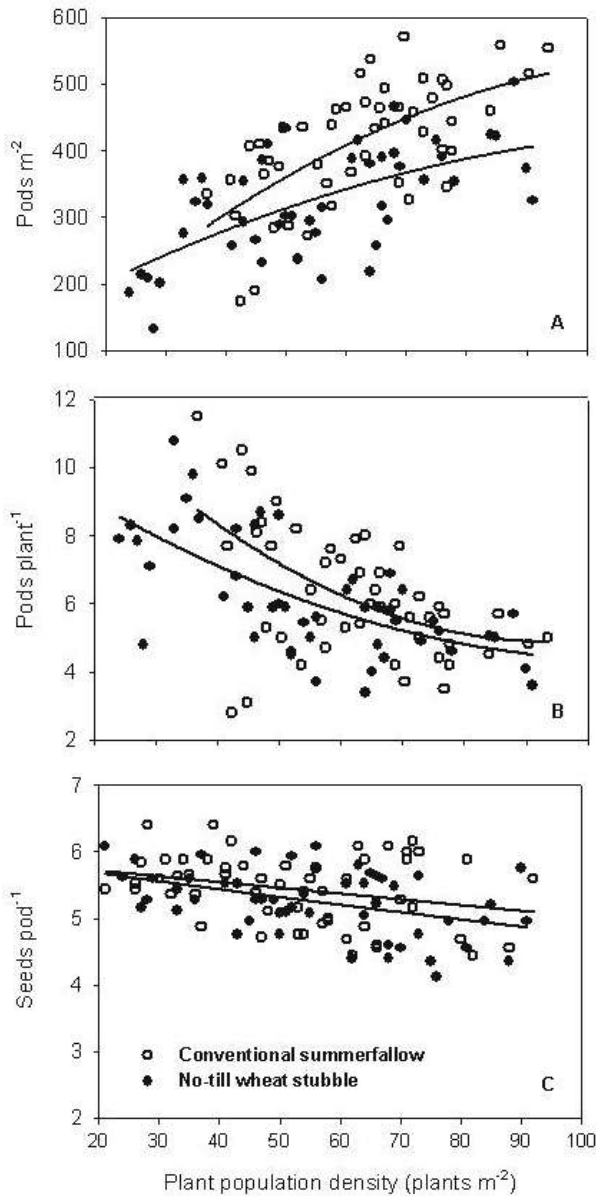 600
500
400
300
200
100
Pods m⁻²
A
12
10
8
6
4
2
Pods plant⁻¹
B
7
6
5
4
3
2
Seeds pod⁻¹
Conventional summerfallow
No-till wheat stubble
C
20 30 40 50 60 70 80 90 100
Plant population density (plants m⁻²)